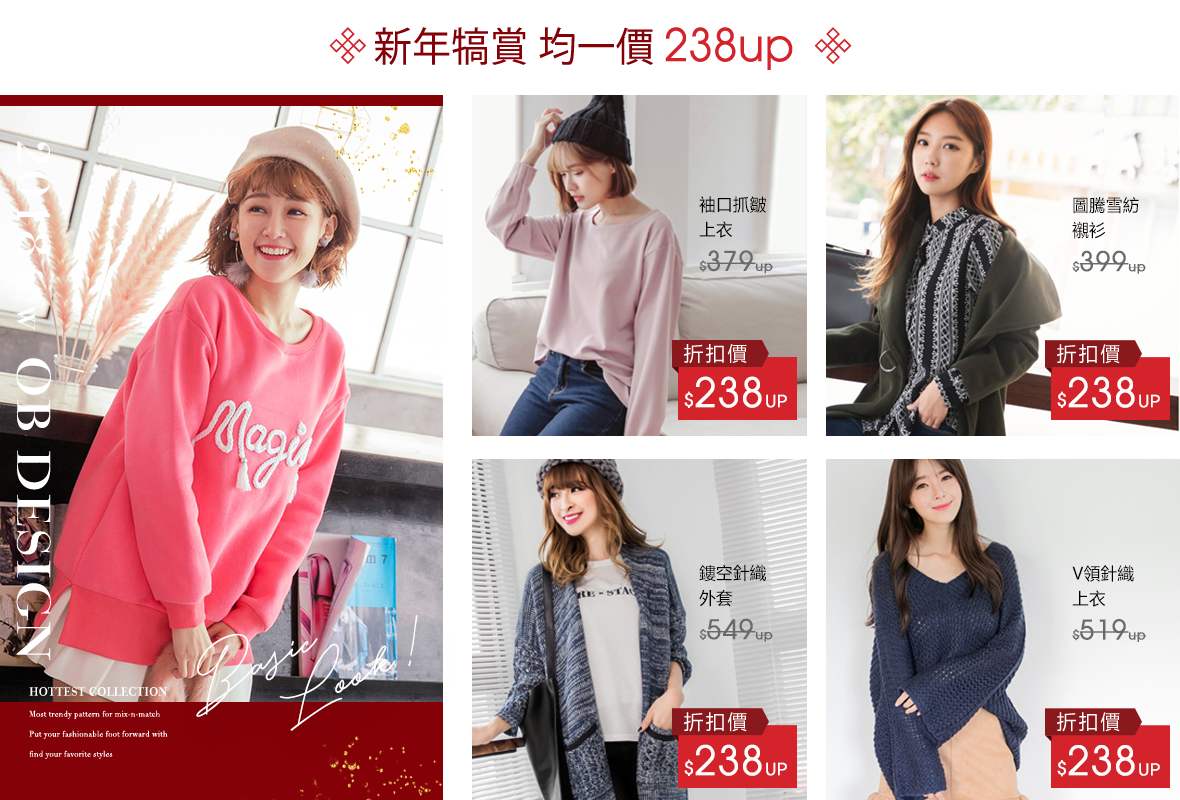 新年犒賞 均一價 238up
OB DESIGN
Magic
Basic
Look!
HOTTEST COLLECTION
Most trendy pattern for mix-n-match
Put your fashionable foot forward with
find your favorite styles
袖口抓皺
上衣
$379up
折扣價
$238UP
圖騰雪紡
襯衫
$399up
折扣價
$238UP
RE-STA
鏤空針織
外套
$549up
折扣價
$238UP
V領針織
上衣
$519up
折扣價
$238UP